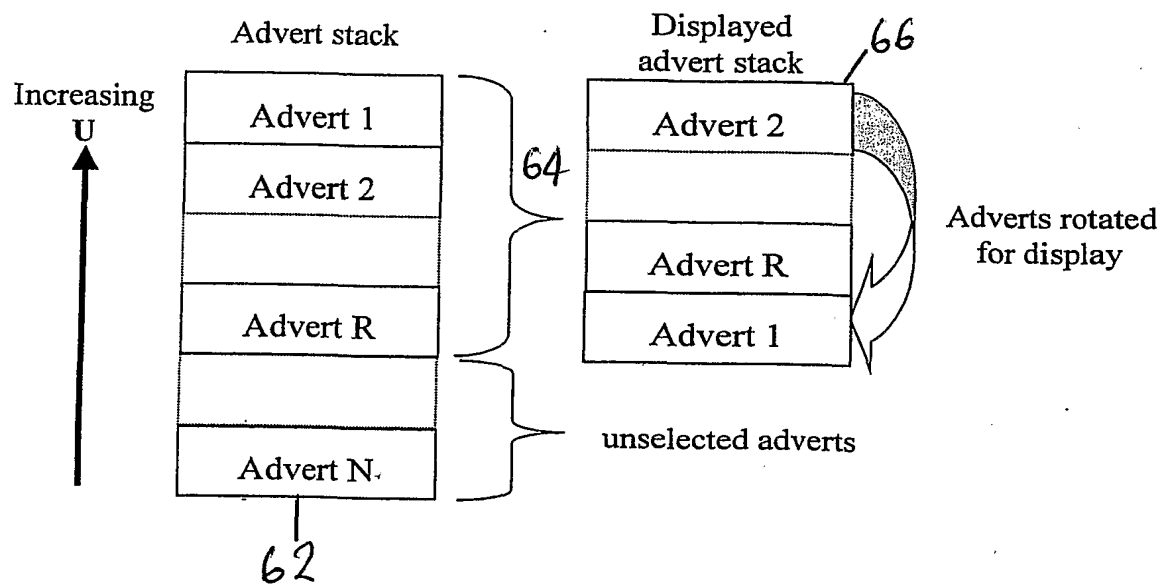 Advert stack
Displayed
advert stack
66
Increasing
U
Advert 1
Advert 2
Advert R
Advert N
62
64
unselected adverts
Advert 2
Advert R
Advert 1
Adverts rotated
for display